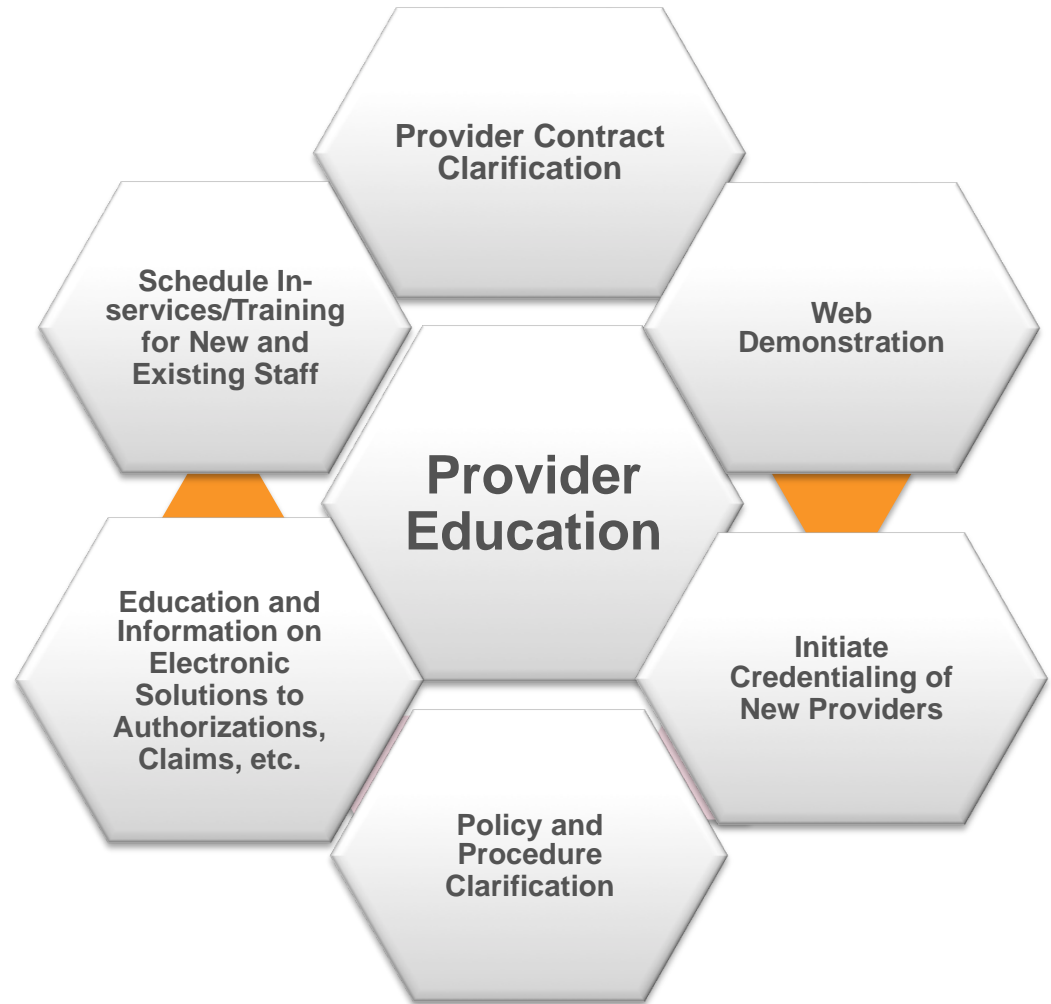 Provider Contract
Clarification
Schedule In-
services/Training
for New and
Existing Staff
Web
Demonstration
Provider
Education
Education and
Information on
Electronic
Solutions to
Authorizations,
Claims, etc.
Initiate
Credentialing of
New Providers
Policy and
Procedure
Clarification